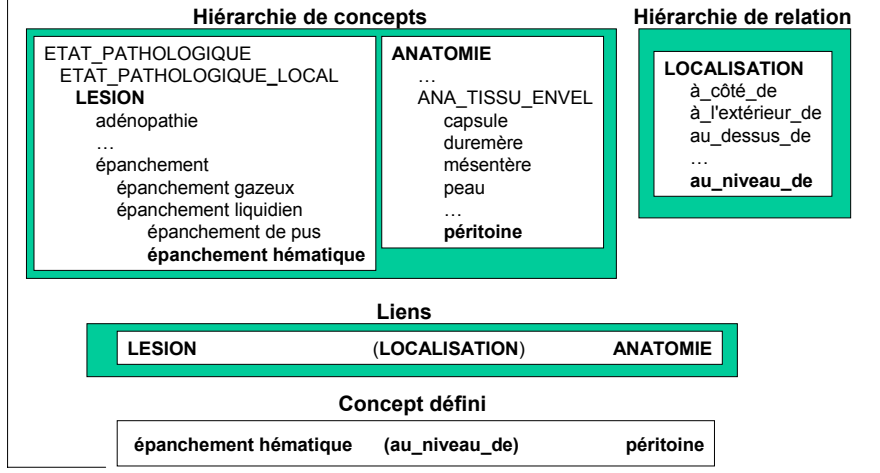 Hiérarchie de concepts
ETAT_PATHOLOGIQUE
ETAT_PATHOLOGIQUE_LOCAL
LESION
adénopathie
…
épanchement
épanchement gazeux
épanchement liquidien
épanchement de pus
épanchement hématique
ANATOMIE
…
ANA_TISSU_ENVEL
capsule
duremère
mésentère
peau
…
péritoine
Hiérarchie de relation
LOCALISATION
à_côté_de
à_l'extérieur_de
au_dessus_de
…
au_niveau_de
Liens
LESION (LOCALISATION) ANATOMIE
Concept défini
épanchement hématique (au_niveau_de) péritoine